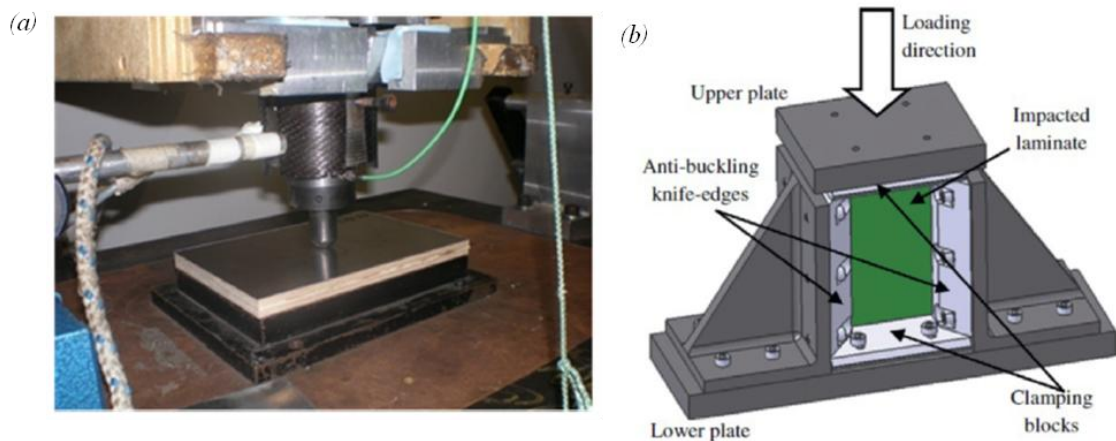 (a)
(b)
Loading
direction
Upper plate
Impacted
laminate
Anti-buckling
knife-edges
Clamping
blocks
Lower plate